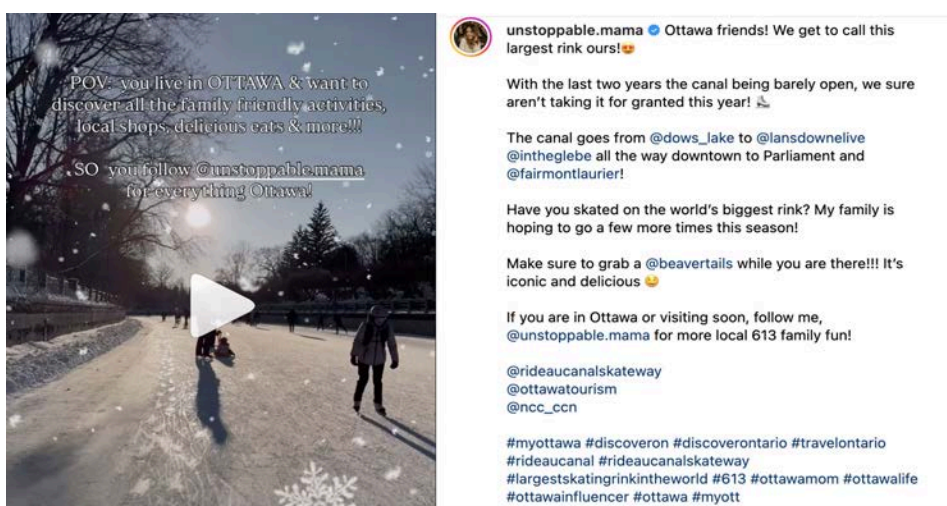 POV: you live in OTTAWA & want to
discover all the family friendly activities,
local shops, delicious eats & more!!!
SO you follow @unstoppable.mama
for everything Ottawa!
unstoppable.mama Ottawa friends! We get to call this
largest rink ours!😍
With the last two years the canal being barely open, we sure
aren't taking it for granted this year! ⛸️
The canal goes from @dows_lake to @lansdownelive
@intheglebe all the way downtown to Parliament and
@fairmontlaurier!
Have you skated on the world's biggest rink? My family is
hoping to go a few more times this season!
Make sure to grab a @beavertails while you are there!!! It's
iconic and delicious 😆
If you are in Ottawa or visiting soon, follow me,
@unstoppable.mama for more local 613 family fun!
@rideaucanalskateway
@ottawatourism
@ncc_ccn
#myottawa #discoveron #discoverontario #travelontario
#rideaucanal #rideaucanalskateway
#largestskatingrinkintheworld #613 #ottawamom #ottawalife
#ottawainfluencer #ottawa #myott